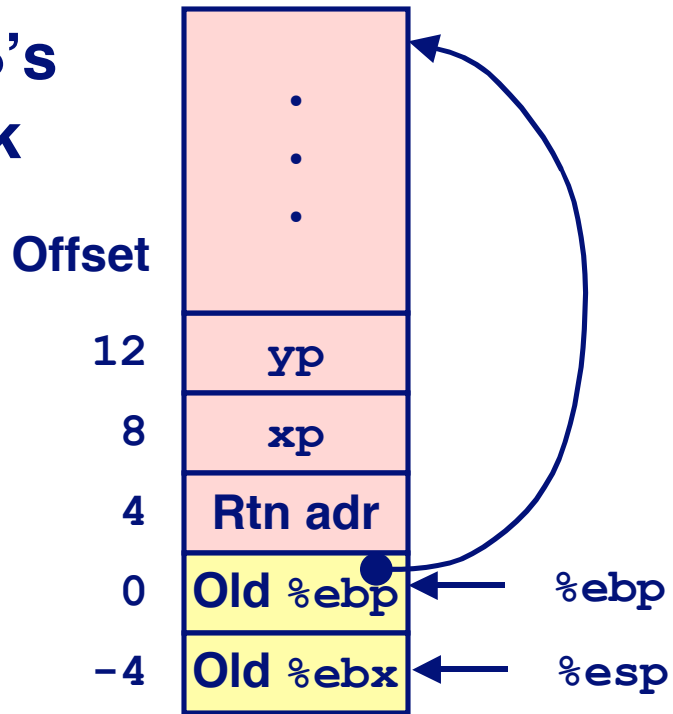 ’s
Offset
12 yp
8 xp
4 Rtn adr
0 Old %ebp %ebp
-4 Old %ebx %esp